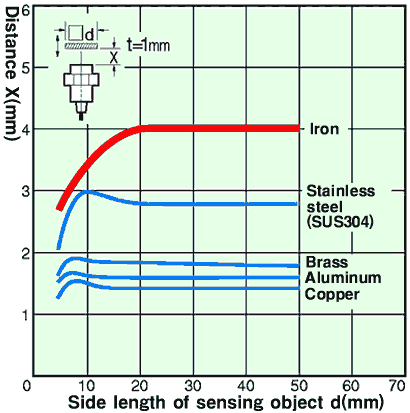 Distance X(mm)
6
5
4
3
2
1
d
t=1mm
X
Iron
Stainless
steel
(SUS304)
Brass
Aluminum
Copper
0 10 20 30 40 50 60 70
Side length of sensing object d(mm)